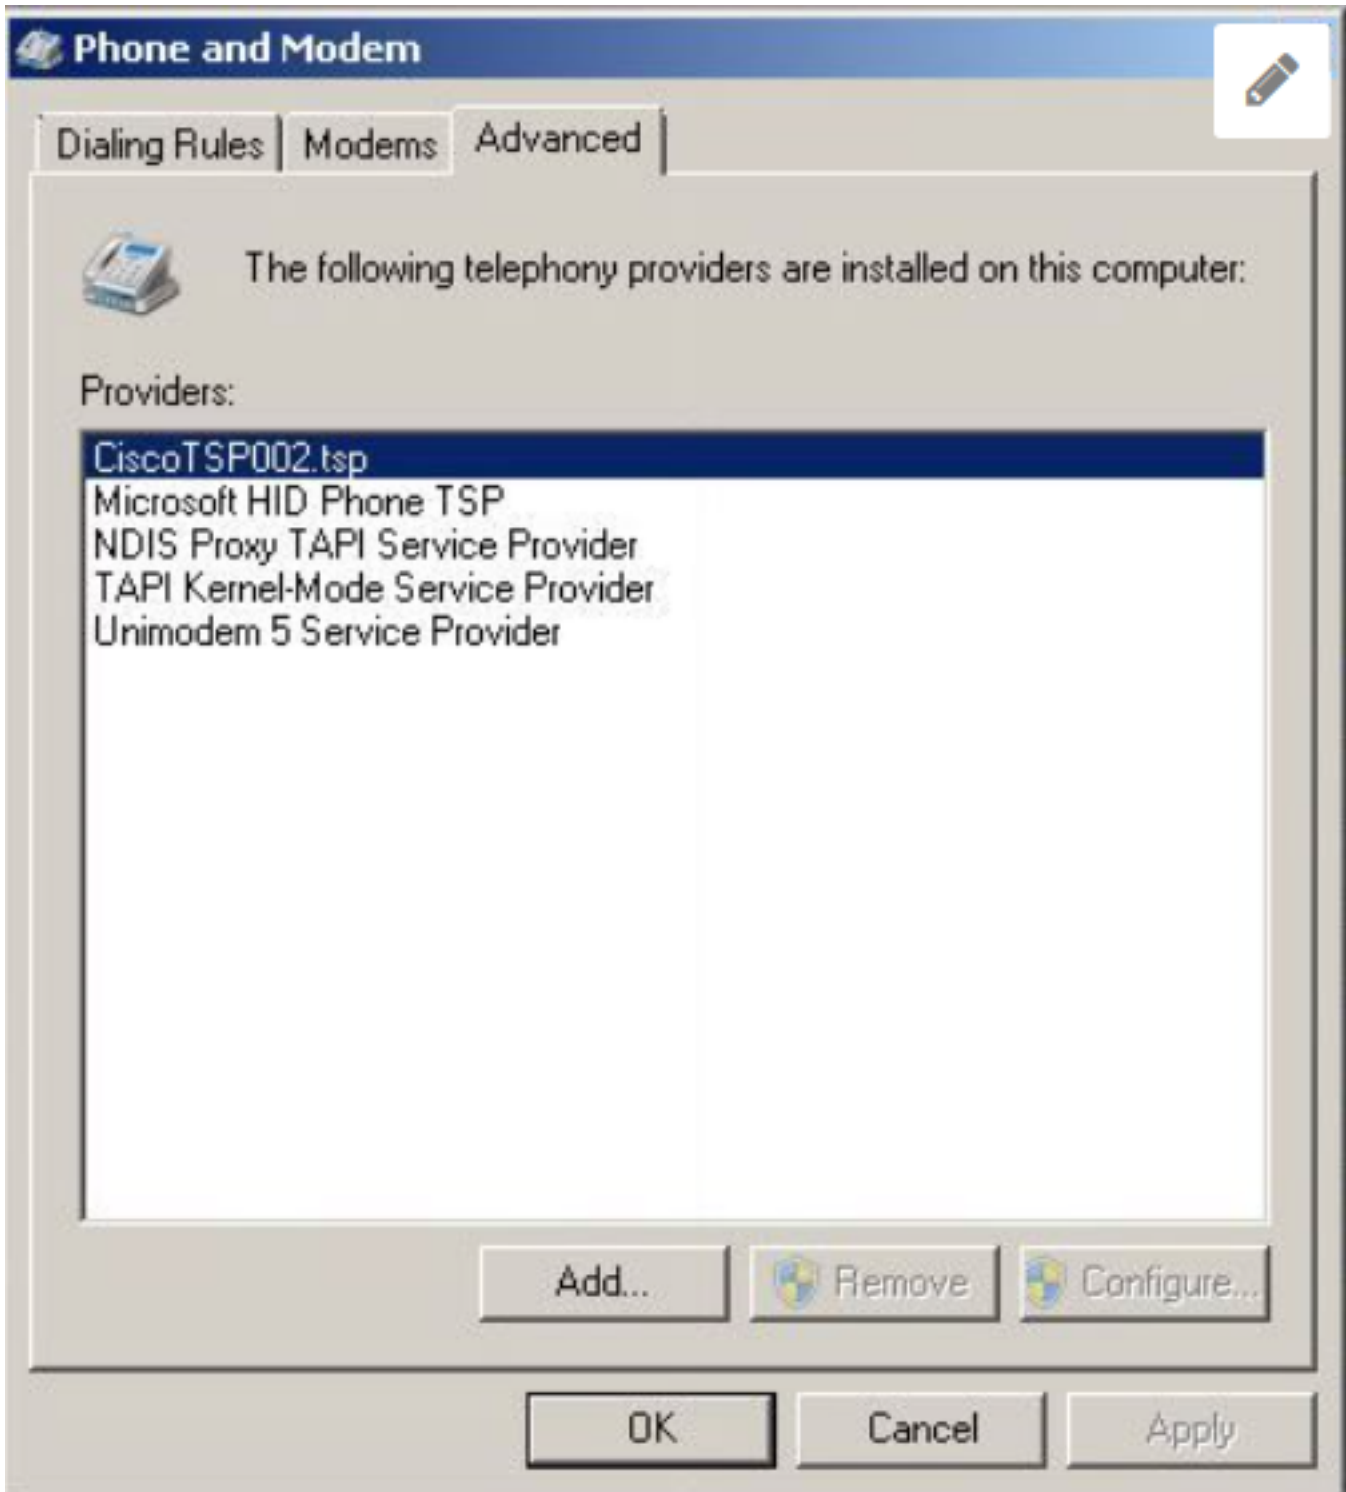 Phone and Modem
Dialing Rules
Modems
Advanced
The following telephony providers are installed on this computer:
Providers:
CiscoTSP002.tsp
Microsoft HID Phone TSP
NDIS Proxy TAPI Service Provider
TAPI Kernel-Mode Service Provider
Unimodem 5 Service Provider
Add...
Remove
Configure...
OK
Cancel
Apply